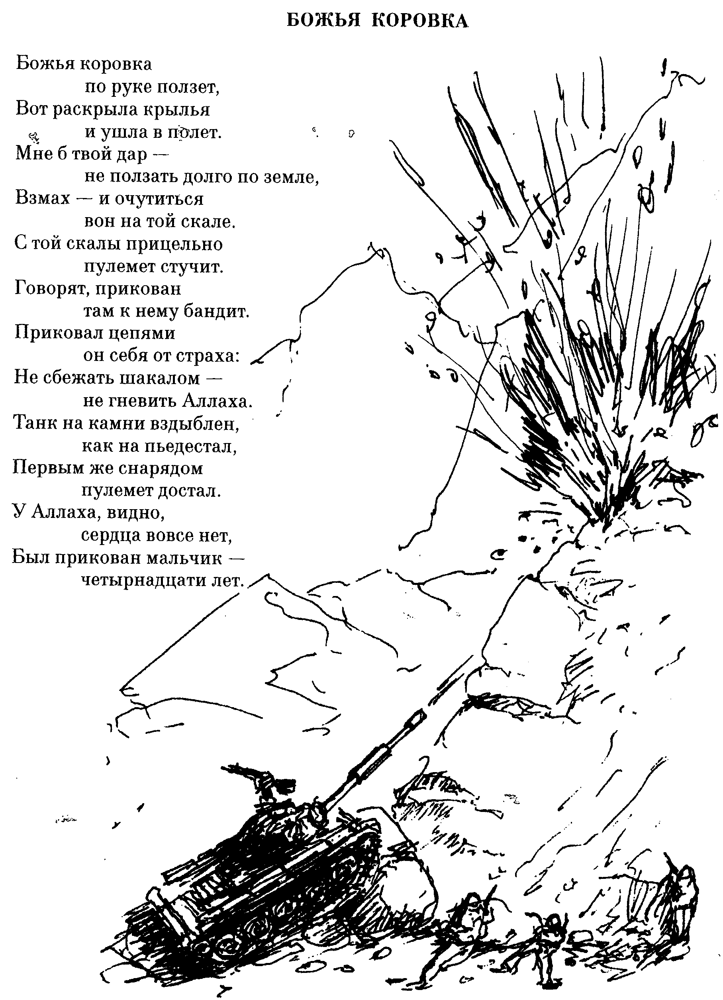 БОЖЬЯ КОРОВКА
Божья коровка
по руке ползет,
Вот раскрыла крылья
и ушла в полет.
Мне б твой дар —
не ползать долго по земле,
Взмах — и очутиться
вон на той скале.
С той скалы прицельно
пулемет стучит.
Говорят, прикован
там к нему бандит.
Приковал цепями
он себя от страха:
Не сбежать шакалом —
не гневить Аллаха.
Танк на камни вздыблен,
как на пьедестал,
Первым же снарядом
пулемет достал.
У Аллаха, видно,
сердца вовсе нет,
Был прикован мальчик —
четырнадцати лет.